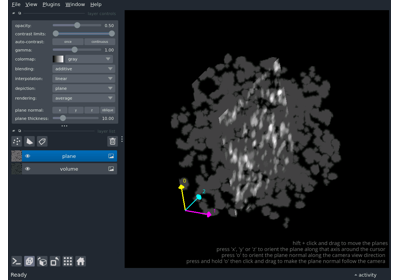 File View Plugins Window Help
opacity: 0.50
contrast limits:
auto-contrast: once continuous
gamma: 1.00
colormap: gray
blending: additive
interpolation: linear
depiction: plane
rendering: average
plane normal: x y z oblique
plane thickness: 10.00
plane
volume
shift + click and drag to move the planes
press 'x', 'y' or 'z' to orient the plane along that axis around the cursor
press 'o' to orient the plane normal along the camera view direction
press and hold 'o' then click and drag to make the plane normal follow the camera
Ready
activity